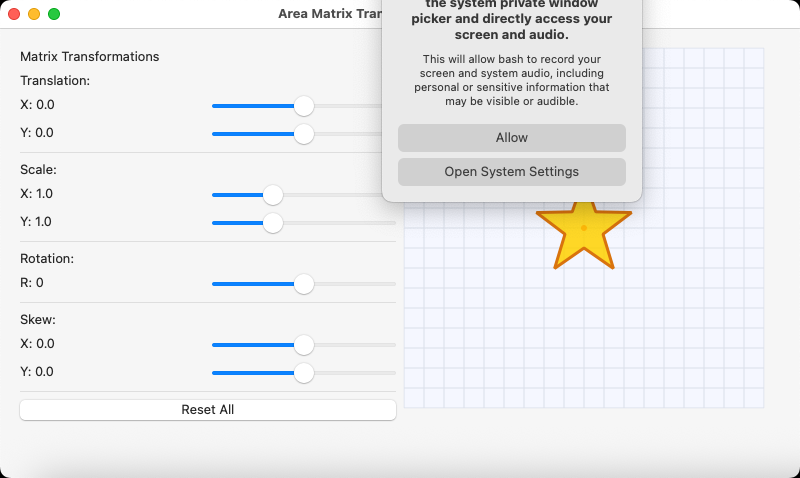 Area Matrix Tran
the system private window
picker and directly access your
screen and audio.
This will allow bash to record your
screen and system audio, including
personal or sensitive information that
may be visible or audible.
Allow
Open System Settings
Matrix Transformations
Translation:
X: 0.0
Y: 0.0
Scale:
X: 1.0
Y: 1.0
Rotation:
R: 0
Skew:
X: 0.0
Y: 0.0
Reset All